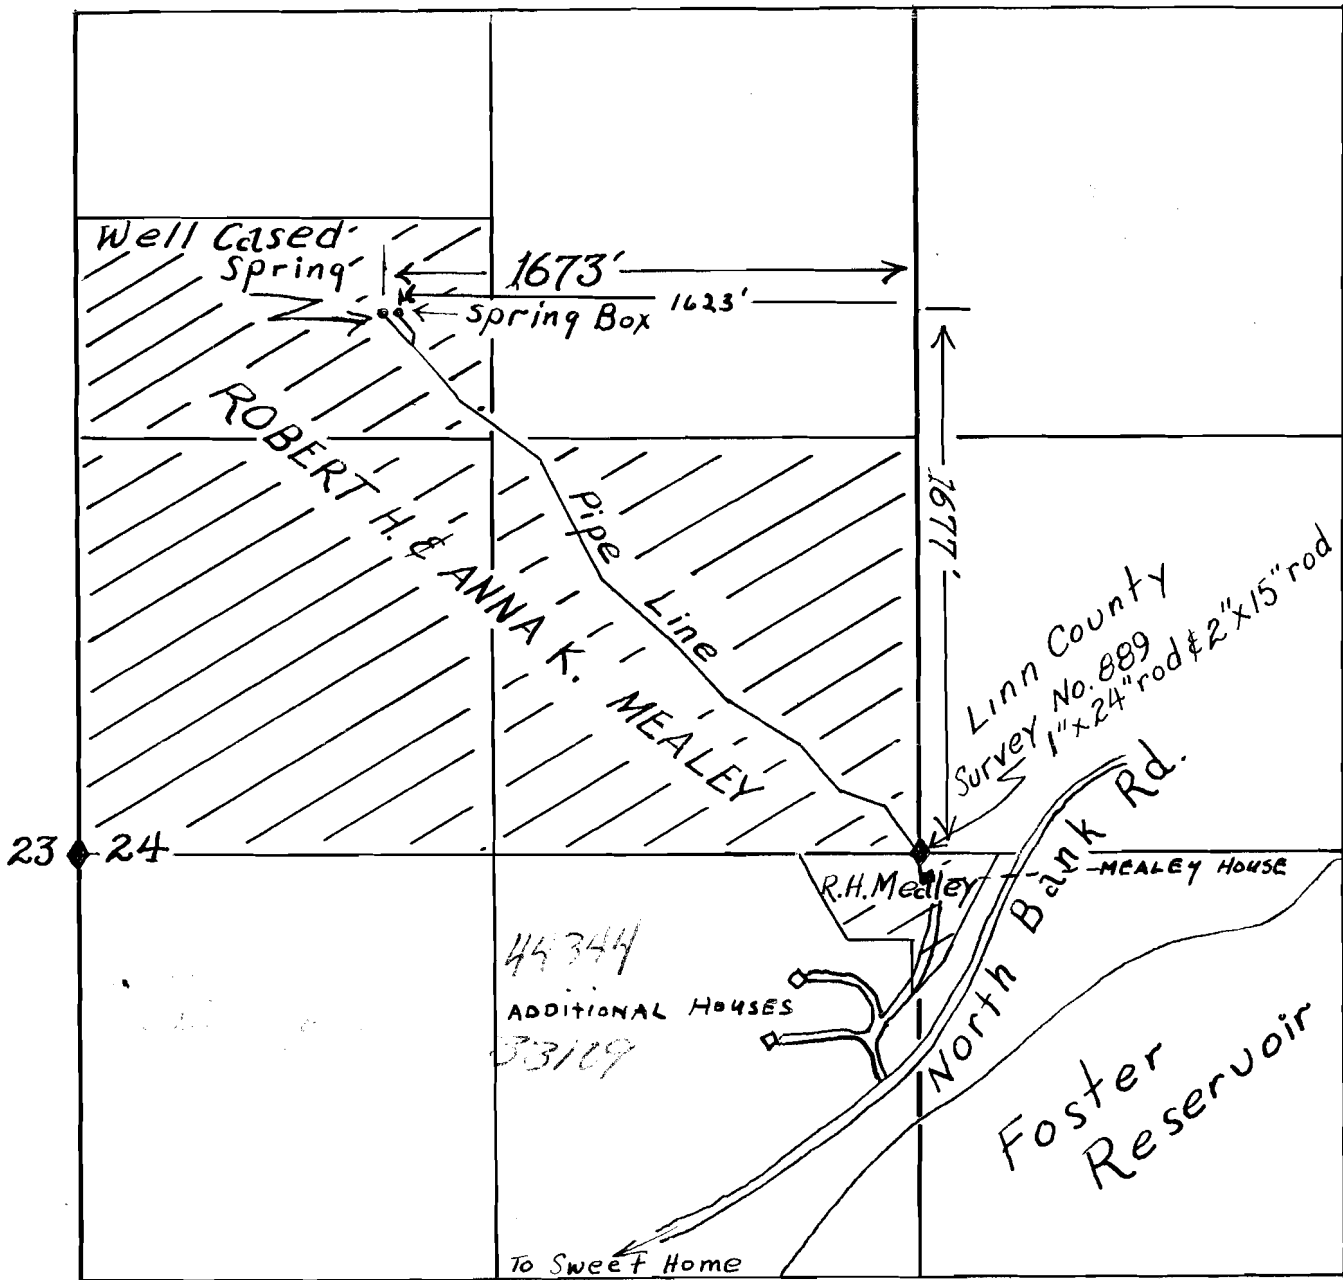 Well Cased
Spring
1673'
1623'
Spring Box
ROBERT H. & ANNA K. MEALEY
Pipe Line
1677'
Linn County
Survey No. 889
1"x24" rod & 2"x15" rod
23 24
R.H. Mealey
MEALEY HOUSE
North Bank Rd.
44344
ADDITIONAL HOUSES
33129
Foster
Reservoir
To Sweet Home